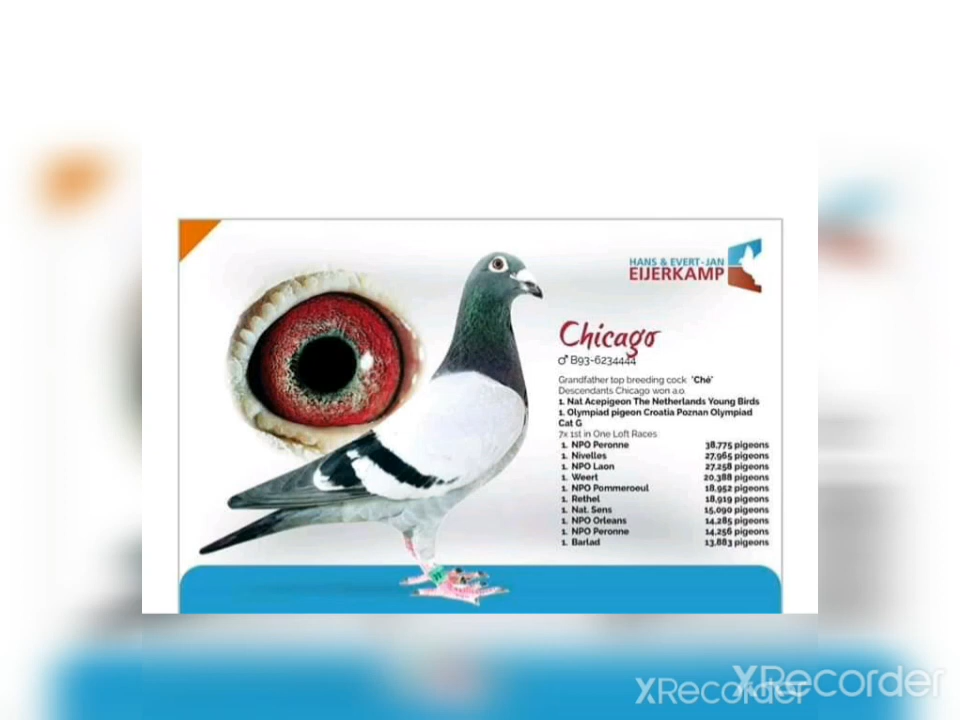 HANS & EVERT-JAN
EIJERKAMP
Chicago
♂ B93-6234444
Grandfather top breeding cock "Ché"
Descendants Chicago won a.o.
1. Nat Acepigeon The Netherlands Young Birds
1. Olympiad pigeon Croatia Poznan Olympiad
Cat G
7x 1st in One Loft Races
1. NPO Peronne 38,775 pigeons
1. Nivelles 27,965 pigeons
1. NPO Laon 27,258 pigeons
1. Weert 20,388 pigeons
1. NPO Pommeroeul 18,952 pigeons
1. Rethel 18,919 pigeons
1. Nat. Sens 15,090 pigeons
1. NPO Orleans 14,285 pigeons
1. NPO Peronne 14,256 pigeons
1. Barlad 13,883 pigeons
XRecorder
XRecorder